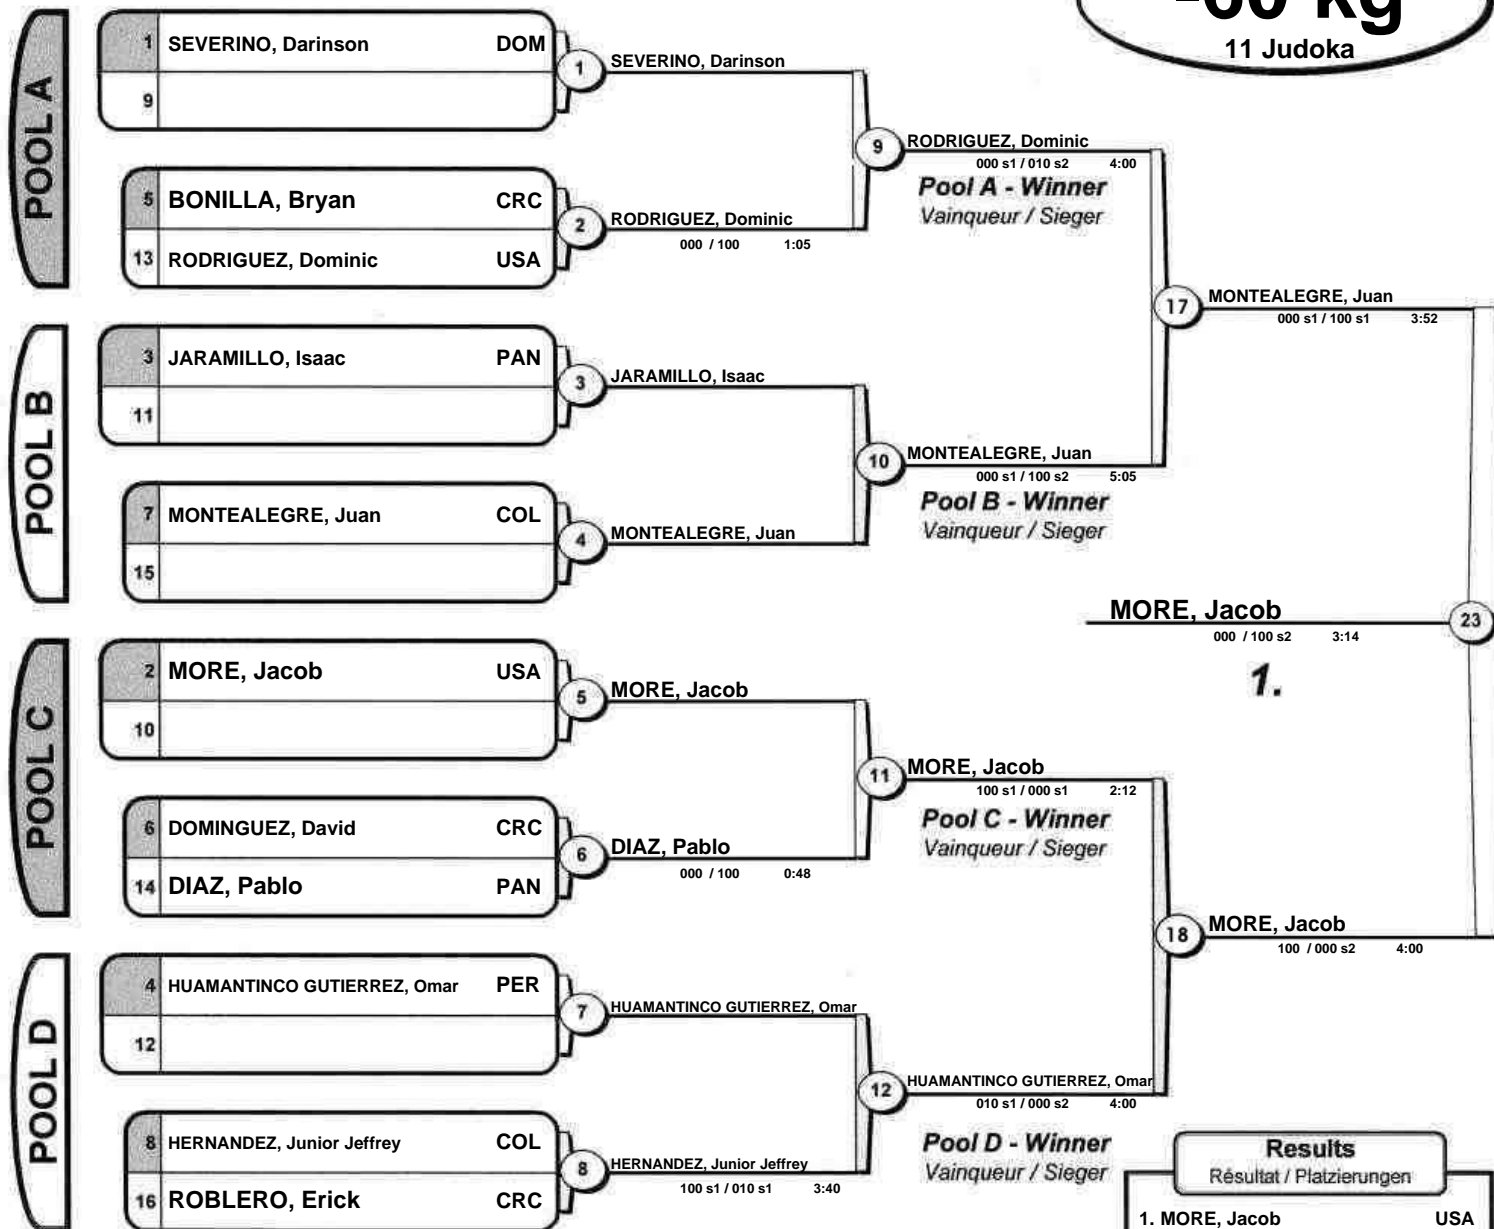 -60 kg
11 Judoka
POOL A
1 SEVERINO, Darinson DOM
9
1
SEVERINO, Darinson
5 BONILLA, Bryan CRC
13 RODRIGUEZ, Dominic USA
2
RODRIGUEZ, Dominic
000 / 100 1:05
9
RODRIGUEZ, Dominic
000 s1 / 010 s2 4:00
Pool A - Winner
Vainqueur / Sieger
POOL B
3 JARAMILLO, Isaac PAN
11
3
JARAMILLO, Isaac
7 MONTEALEGRE, Juan COL
15
4
MONTEALEGRE, Juan
10
MONTEALEGRE, Juan
000 s1 / 100 s2 5:05
Pool B - Winner
Vainqueur / Sieger
17
MONTEALEGRE, Juan
000 s1 / 100 s1 3:52
MORE, Jacob
000 / 100 s2 3:14
23
1.
POOL C
2 MORE, Jacob USA
10
5
MORE, Jacob
6 DOMINGUEZ, David CRC
14 DIAZ, Pablo PAN
6
DIAZ, Pablo
000 / 100 0:48
11
MORE, Jacob
100 s1 / 000 s1 2:12
Pool C - Winner
Vainqueur / Sieger
POOL D
4 HUAMANTINCO GUTIERREZ, Omar PER
12
7
HUAMANTINCO GUTIERREZ, Omar
8 HERNANDEZ, Junior Jeffrey COL
16 ROBLERO, Erick CRC
8
HERNANDEZ, Junior Jeffrey
100 s1 / 010 s1 3:40
12
HUAMANTINCO GUTIERREZ, Omar
010 s1 / 000 s2 4:00
Pool D - Winner
Vainqueur / Sieger
18
MORE, Jacob
100 / 000 s2 4:00
Results
Résultat / Platzierungen
1. MORE, Jacob USA